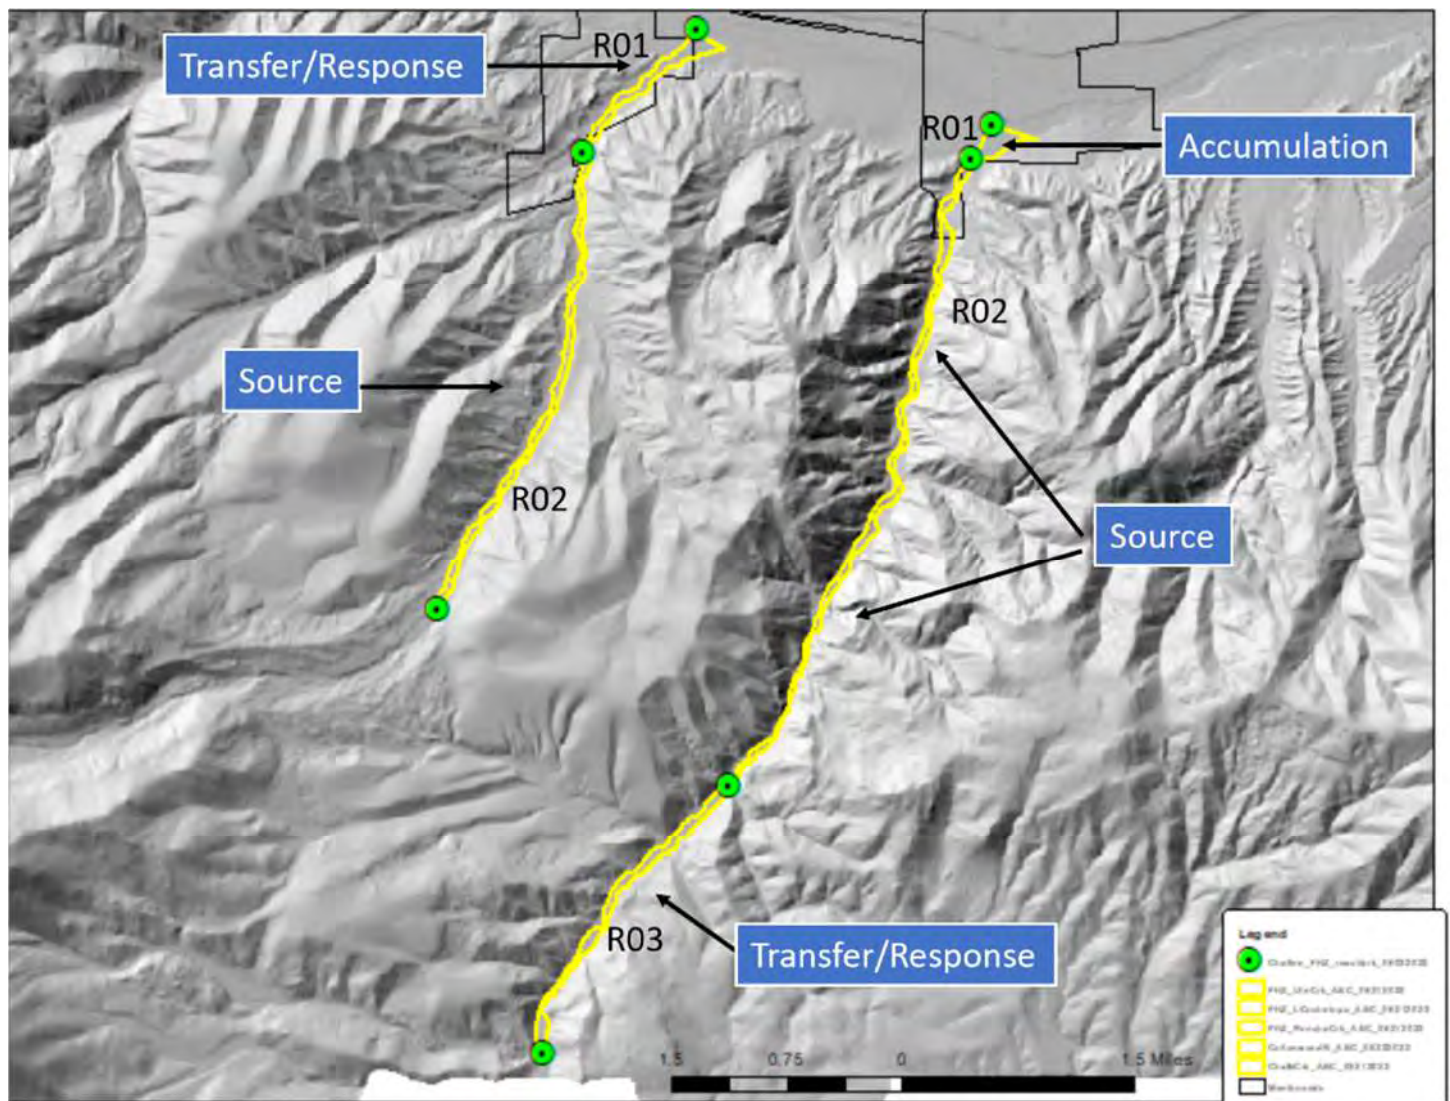 R01
Transfer/Response
R01
Accumulation
R02
Source
R02
Source
R03
Transfer/Response
Legend
1.5 0.75 0 1.5 Miles